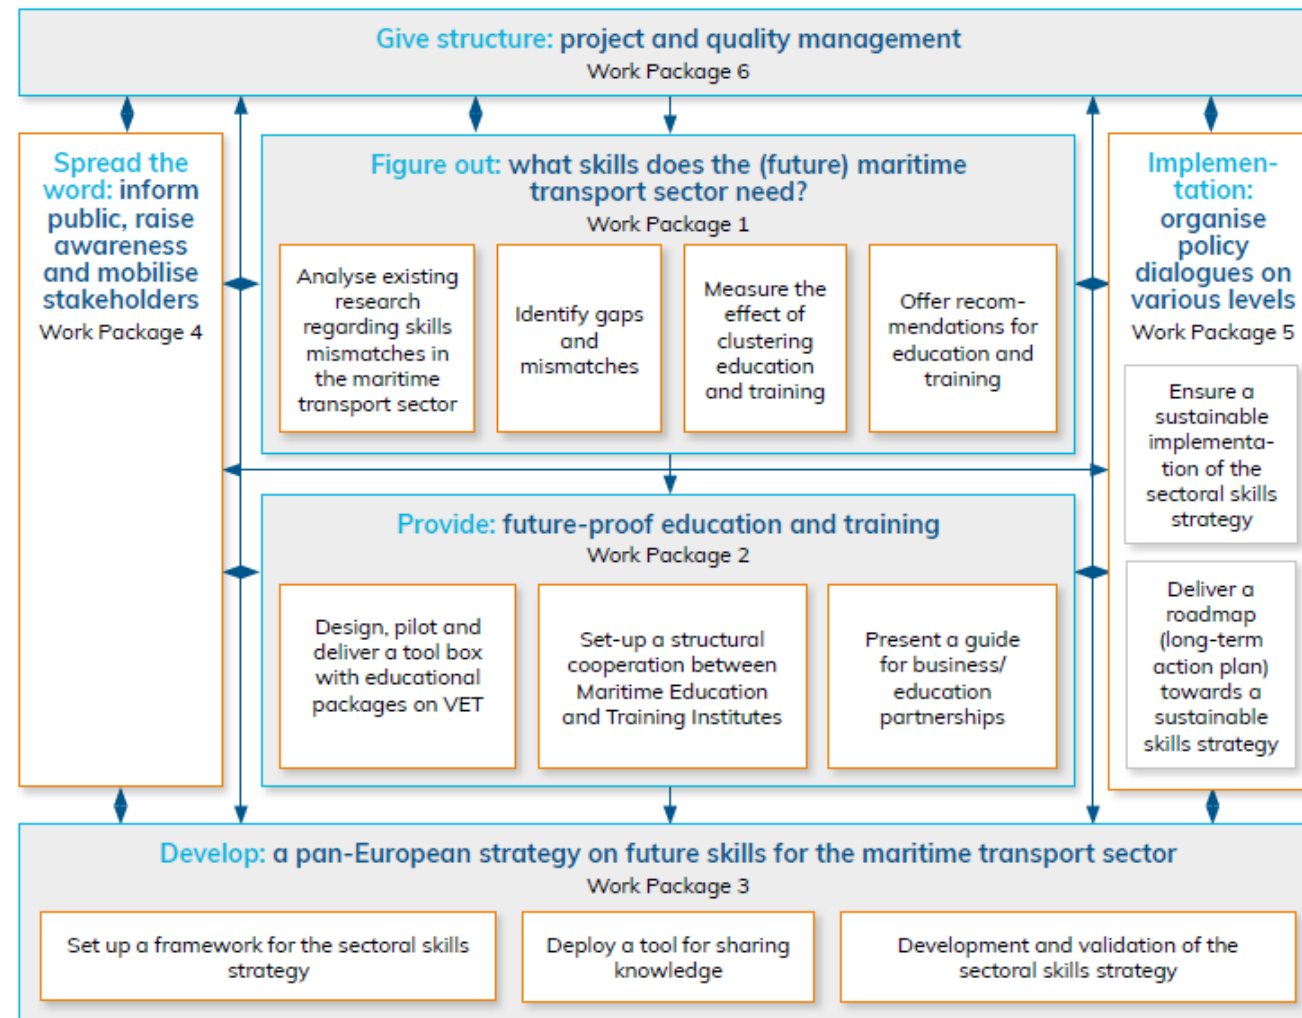 Give structure: project and quality management
Work Package 6
Spread the
word: inform
public, raise
awareness
and mobilise
stakeholders
Work Package 4
Figure out: what skills does the (future) maritime
transport sector need?
Work Package 1
Analyse existing
research
regarding skills
mismatches in
the maritime
transport sector
Identify gaps
and
mismatches
Measure the
effect of
clustering
education
and training
Offer recom-
mendations for
education and
training
Implemen-
tation:
organise
policy
dialogues on
various levels
Work Package 5
Ensure a
sustainable
implementa-
tion of the
sectoral skills
strategy
Deliver a
roadmap
(long-term
action plan)
towards a
sustainable
skills strategy
Provide: future-proof education and training
Work Package 2
Design, pilot and
deliver a tool box
with educational
packages on VET
Set-up a structural
cooperation between
Maritime Education
and Training Institutes
Present a guide
for business/
education
partnerships
Develop: a pan-European strategy on future skills for the maritime transport sector
Work Package 3
Set up a framework for the sectoral skills
strategy
Deploy a tool for sharing
knowledge
Development and validation of the
sectoral skills strategy